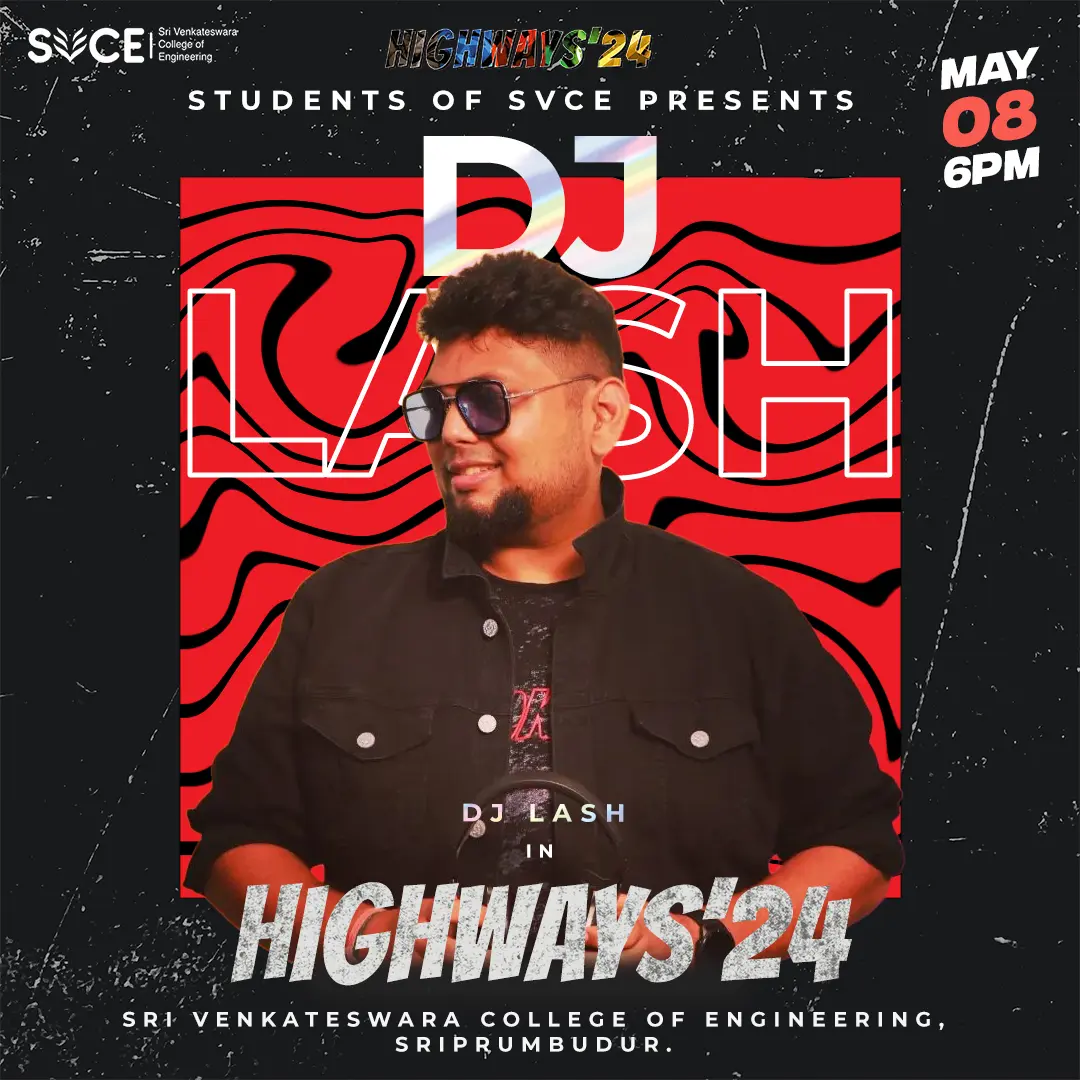 SVCE
Sri Venkateswara
College of
Engineering
HIGHWAYS'24
MAY
08
6PM
STUDENTS OF SVCE PRESENTS
DJ
LASH
DJ LASH
IN
HIGHWAYS'24
SRI VENKATESWARA COLLEGE OF ENGINEERING,
SRIPRUMBUDUR.